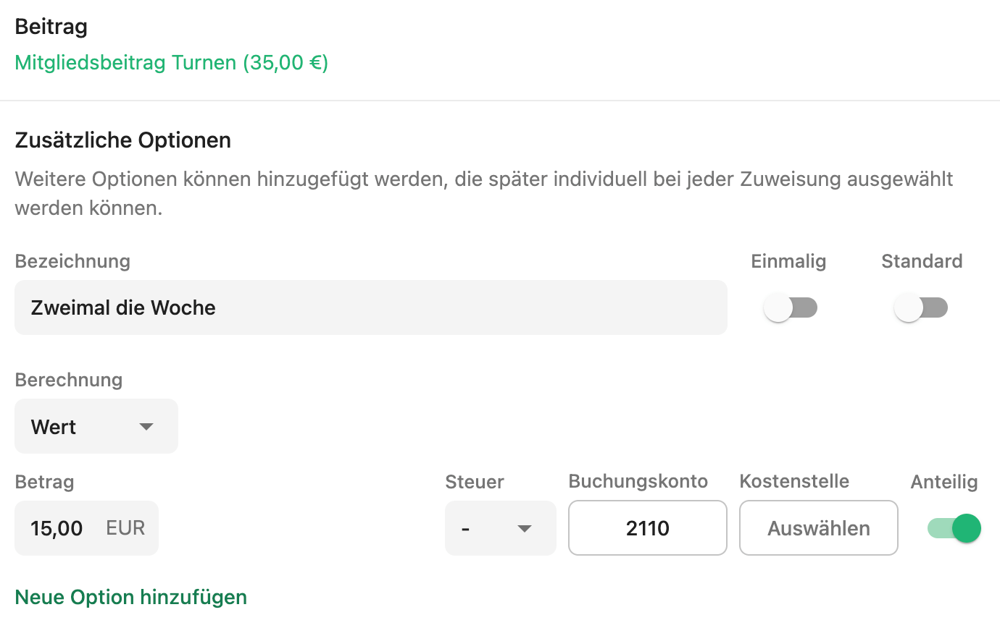 Beitrag
Mitgliedsbeitrag Turnen (35,00 €)
Zusätzliche Optionen
Weitere Optionen können hinzugefügt werden, die später individuell bei jeder Zuweisung ausgewählt
werden können.
Bezeichnung Einmalig Standard
Zweimal die Woche
Berechnung
Wert
Betrag Steuer Buchungskonto Kostenstelle Anteilig
15,00 EUR - 2110 Auswählen
Neue Option hinzufügen